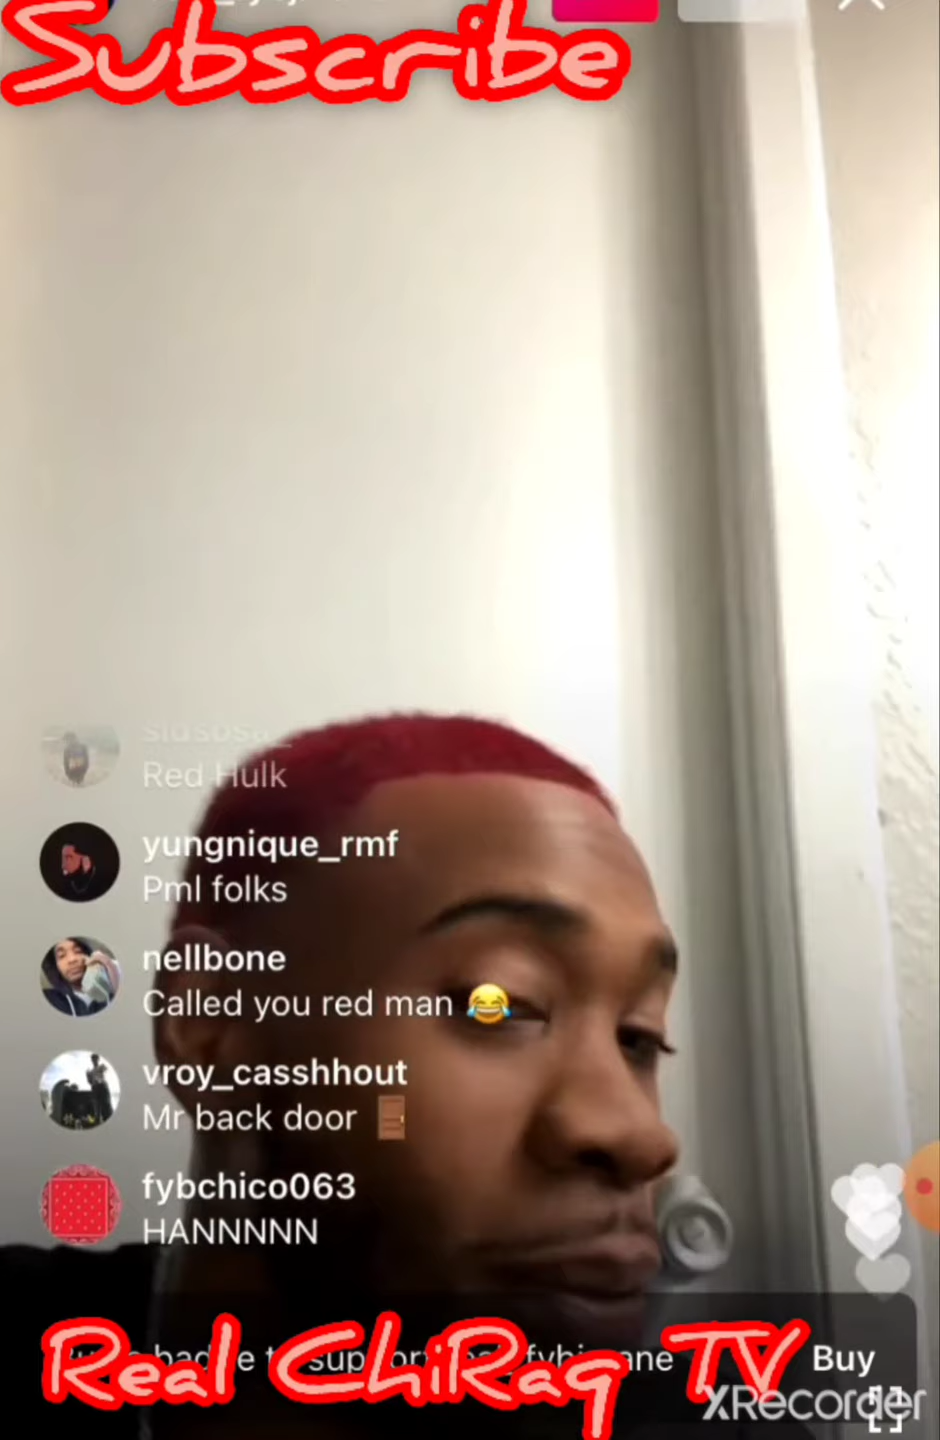 Subscribe
Red Hulk
yungnique_rmf
Pml folks
nellbone
Called you red man 😂
vroy_casshhout
Mr back door 🚪
fybchico063
HANNNNN
Real ChiRaq TV
Buy
XRecorder